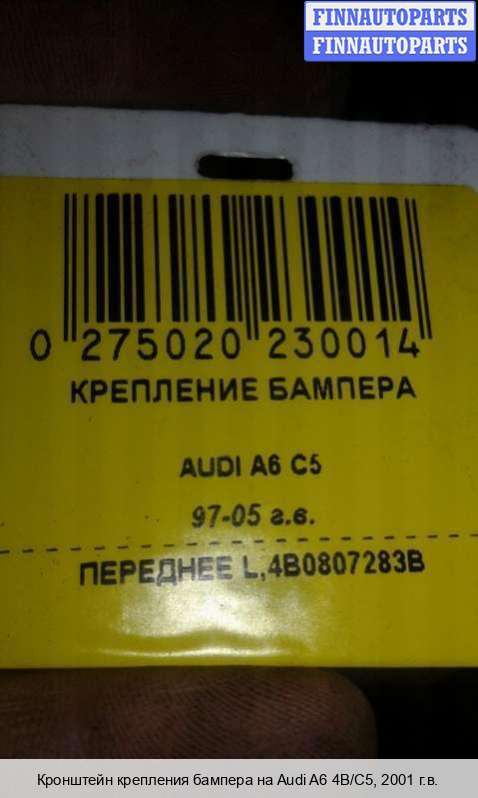 FINNAUTOPARTS
FINNAUTOPARTS
0 275020 230014
КРЕПЛЕНИЕ БАМПЕРА
AUDI A6 C5
97-05 г.в.
ПЕРЕДНЕЕ L,4B0807283B
Кронштейн крепления бампера на Audi A6 4B/C5, 2001 г.в.